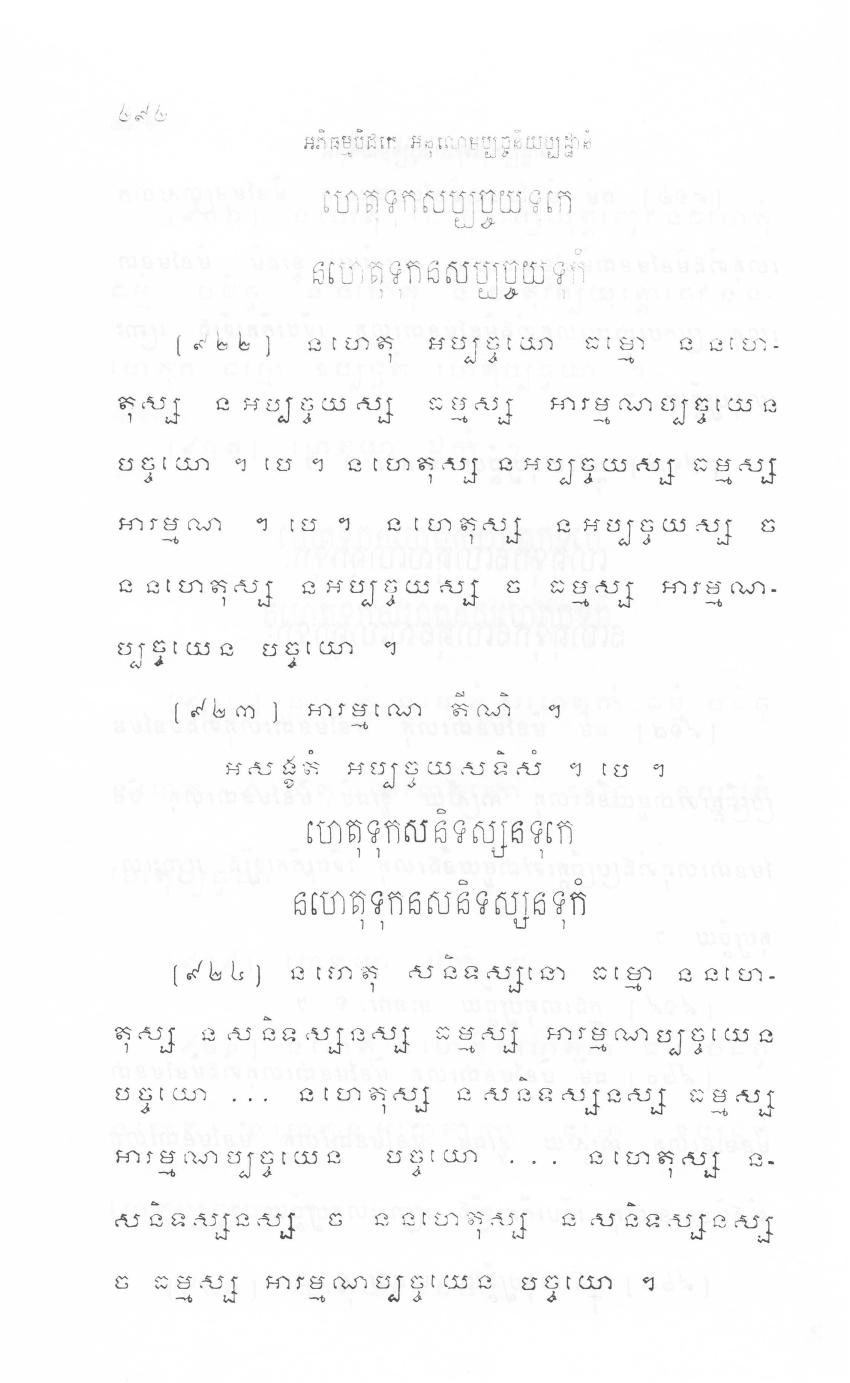 ២៩២
អភិធម្មបិដកេ អនុលោមប្បច្ចនីយប្បដ្ឋានំ
ហេតុទុកសប្បច្ចយទុកេ
នហេតុទុកនសប្បច្ចយទុកំ
[៩២២] នហេតុ អប្បច្ចយោ ធម្មោ ននហេ-
តុស្ស នអប្បច្ចយស្ស ធម្មស្ស អារម្មណប្បច្ចយេន
បច្ចយោ ។ បេ ។ នហេតុស្ស នអប្បច្ចយស្ស ធម្មស្ស
អារម្មណ ។ បេ ។ នហេតុស្ស នអប្បច្ចយស្ស ច
ននហេតុស្ស នអប្បច្ចយស្ស ច ធម្មស្ស អារម្មណ-
ប្បច្ចយេន បច្ចយោ ។
[៩២៣] អារម្មណេ តីណិ ។
អសង្ខតំ អប្បច្ចយសទិសំ ។ បេ ។
ហេតុទុកសនិទស្សនទុកេ
នហេតុទុកនសនិទស្សនទុកំ
[៩២៤] នហេតុ សនិទស្សនោ ធម្មោ ននហេ-
តុស្ស នសនិទស្សនស្ស ធម្មស្ស អារម្មណប្បច្ចយេន
បច្ចយោ ... នហេតុស្ស នសនិទស្សនស្ស ធម្មស្ស
អារម្មណប្បច្ចយេន បច្ចយោ ... នហេតុស្ស ន-
សនិទស្សនស្ស ច ននហេតុស្ស នសនិទស្សនស្ស
ច ធម្មស្ស អារម្មណប្បច្ចយេន បច្ចយោ ។